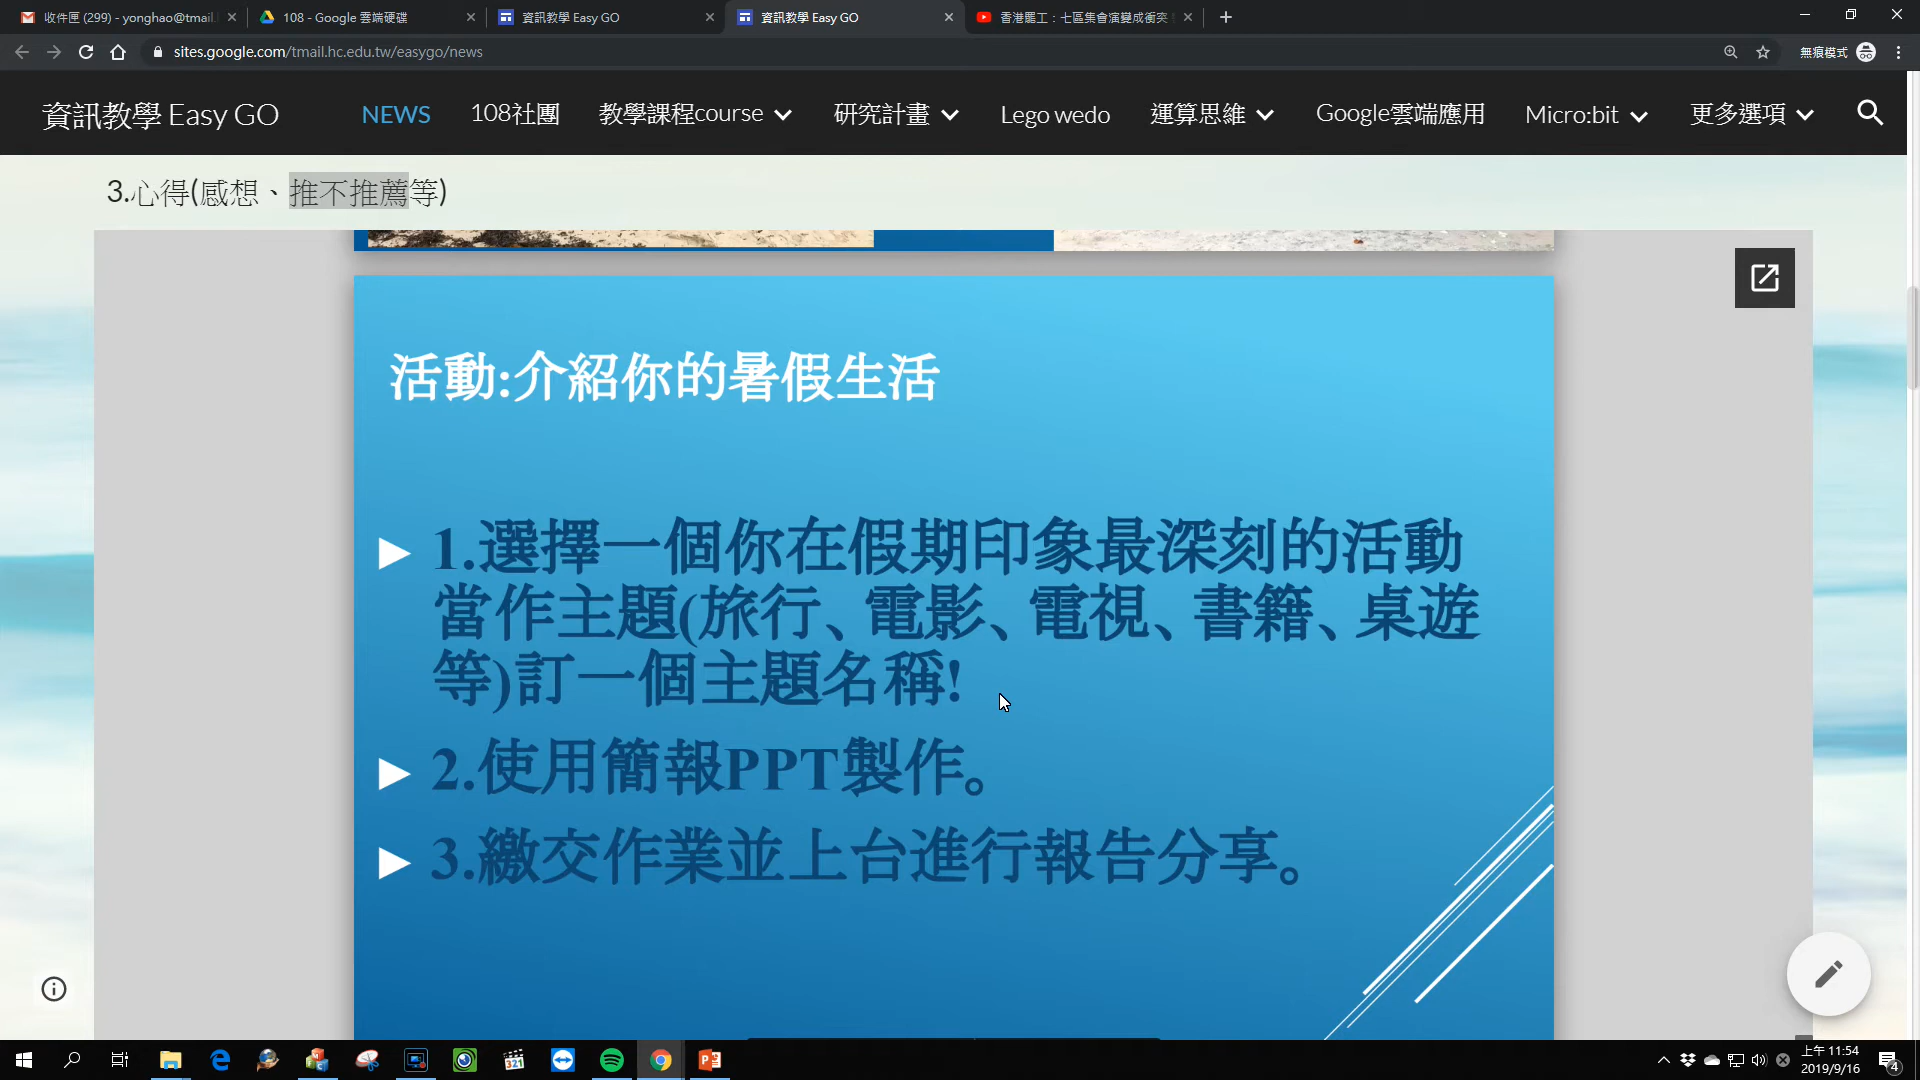 收件匣 (299) - yonghao@tmail.
108 - Google 雲端硬碟
資訊教學 Easy GO
資訊教學 Easy GO
香港罷工：七區集會演變成衝突
sites.google.com/tmail.hc.edu.tw/easygo/news
無痕模式
資訊教學 Easy GO
NEWS
108社團
教學課程course
研究計畫
Lego wedo
運算思維
Google雲端應用
Micro:bit
更多選項
3.心得(感想、推不推薦等)
活動:介紹你的暑假生活
1.選擇一個你在假期印象最深刻的活動
當作主題(旅行、電影、電視、書籍、桌遊
等)訂一個主題名稱!
2.使用簡報PPT製作。
3.繳交作業並上台進行報告分享。
321
上午 11:54
2019/9/16
4